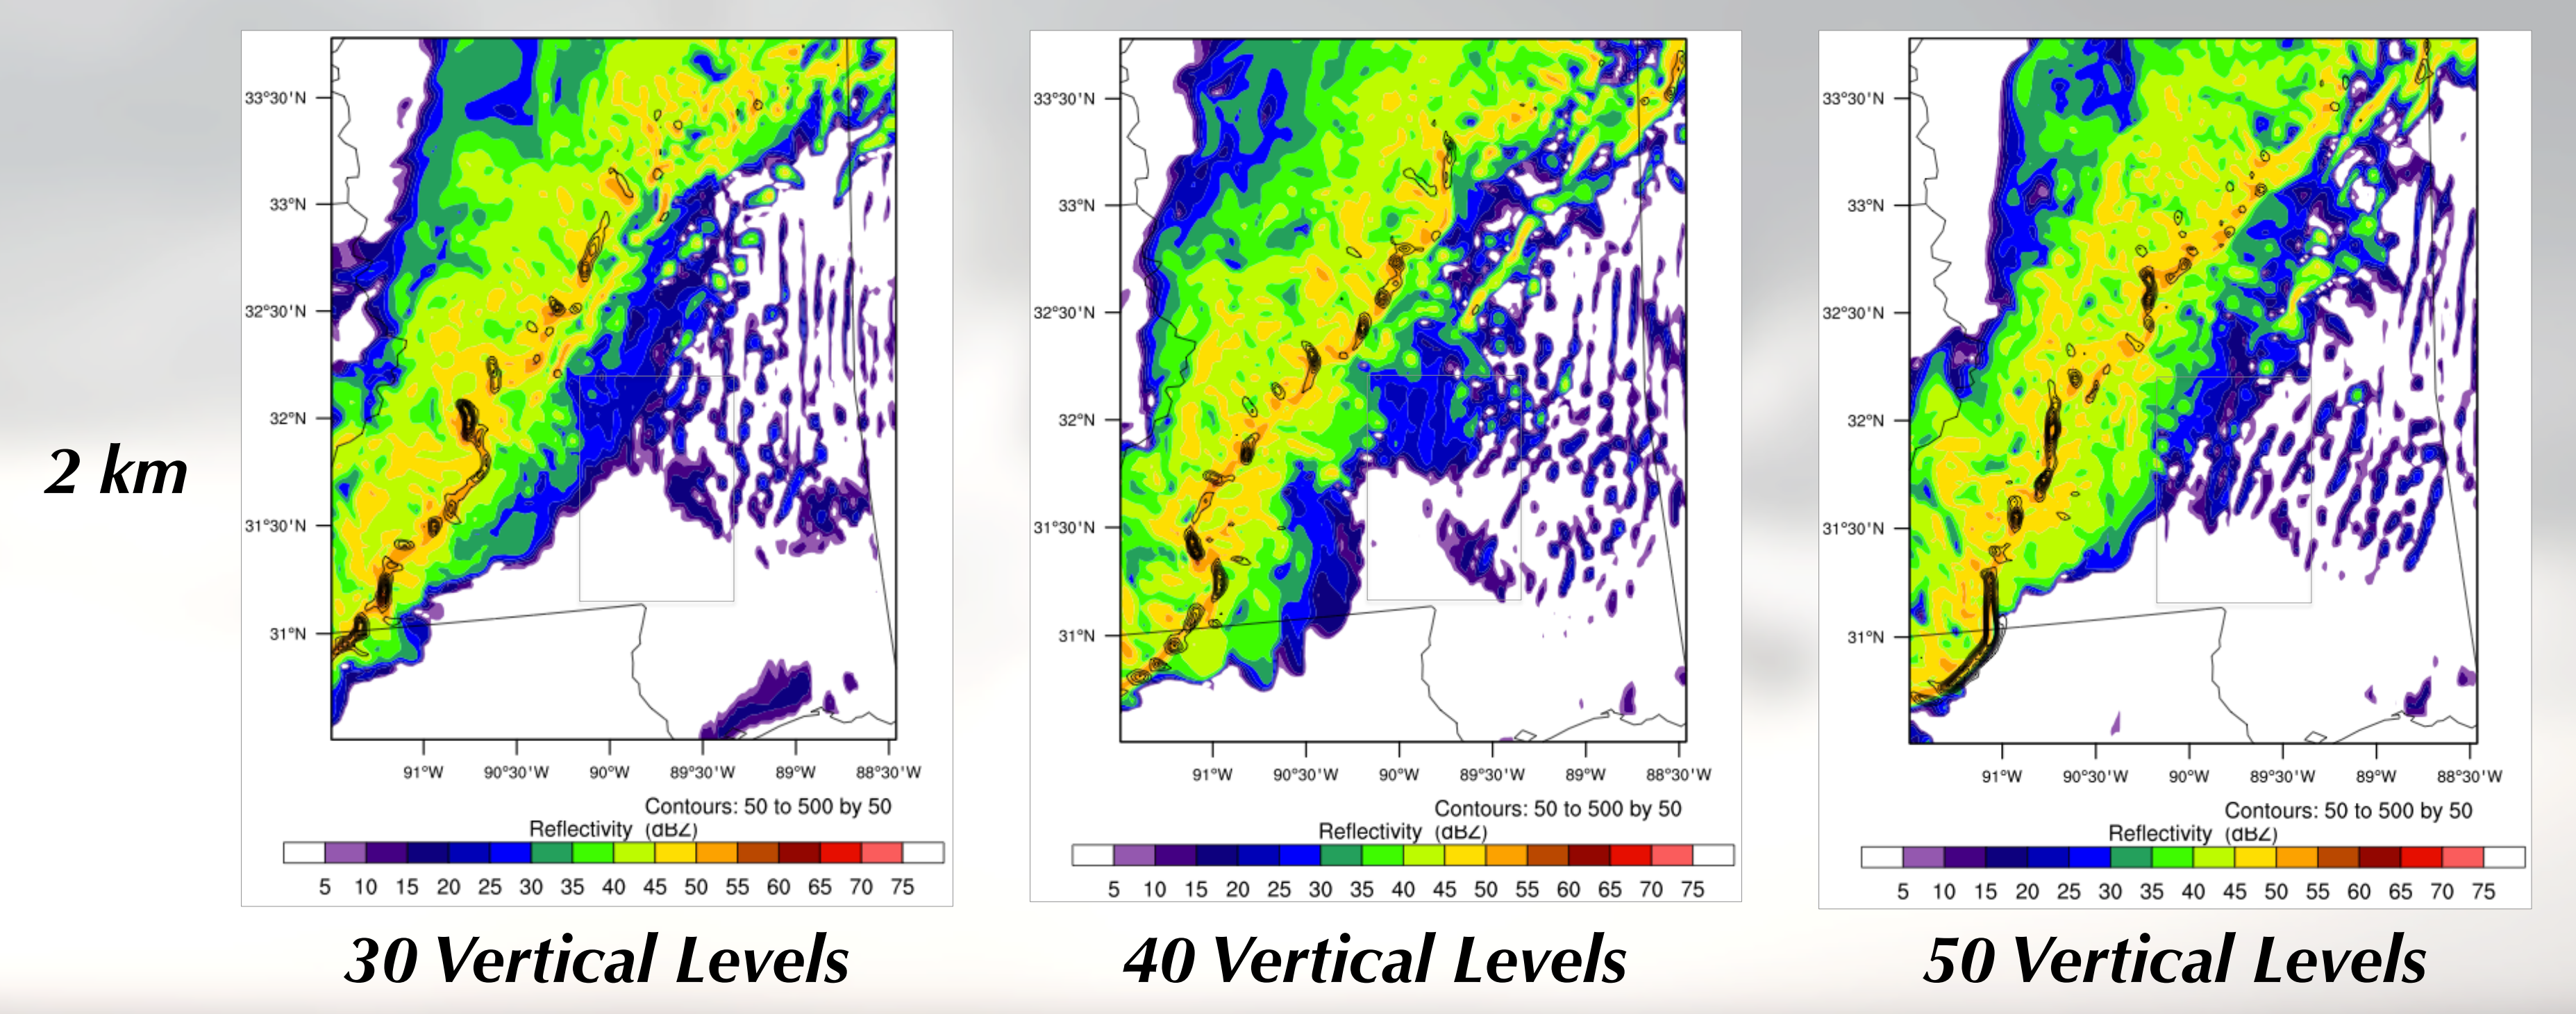 2 km
33°30'N
33°N
32°30'N
32°N
31°30'N
31°N
91°W 90°30'W 90°W 89°30'W 89°W 88°30'W
Contours: 50 to 500 by 50
Reflectivity (dBZ)
5 10 15 20 25 30 35 40 45 50 55 60 65 70 75
30 Vertical Levels
33°30'N
33°N
32°30'N
32°N
31°30'N
31°N
91°W 90°30'W 90°W 89°30'W 89°W 88°30'W
Contours: 50 to 500 by 50
Reflectivity (dBZ)
5 10 15 20 25 30 35 40 45 50 55 60 65 70 75
40 Vertical Levels
33°30'N
33°N
32°30'N
32°N
31°30'N
31°N
91°W 90°30'W 90°W 89°30'W 89°W 88°30'W
Contours: 50 to 500 by 50
Reflectivity (dBZ)
5 10 15 20 25 30 35 40 45 50 55 60 65 70 75
50 Vertical Levels